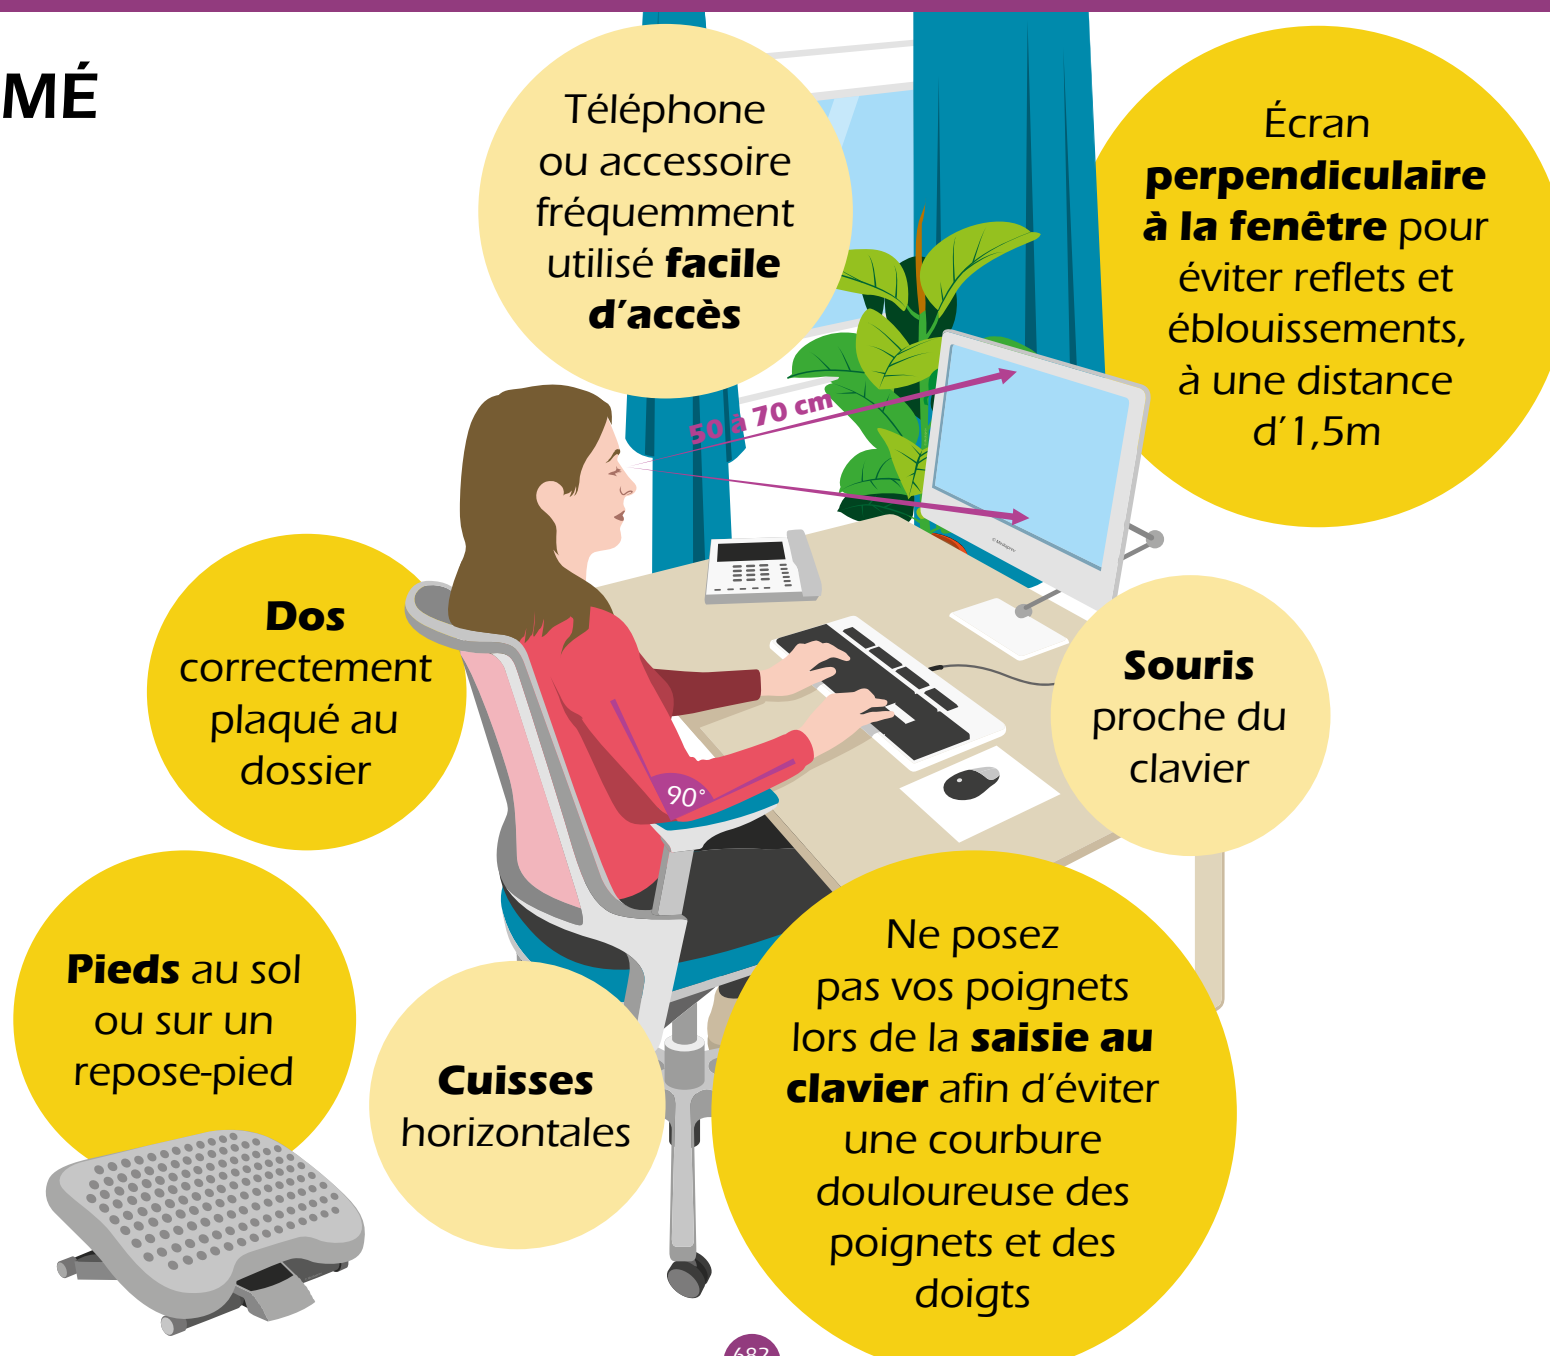 MÉ
Téléphone
ou accessoire
fréquemment
utilisé facile
d'accès
Écran
perpendiculaire
à la fenêtre pour
éviter reflets et
éblouissements,
à une distance
d'1,5m
50 à 70 cm
Dos
correctement
plaqué au
dossier
Souris
proche du
clavier
90°
Pieds au sol
ou sur un
repose-pied
Cuisses
horizontales
Ne posez
pas vos poignets
lors de la saisie au
clavier afin d'éviter
une courbure
douloureuse des
poignets et des
doigts
682